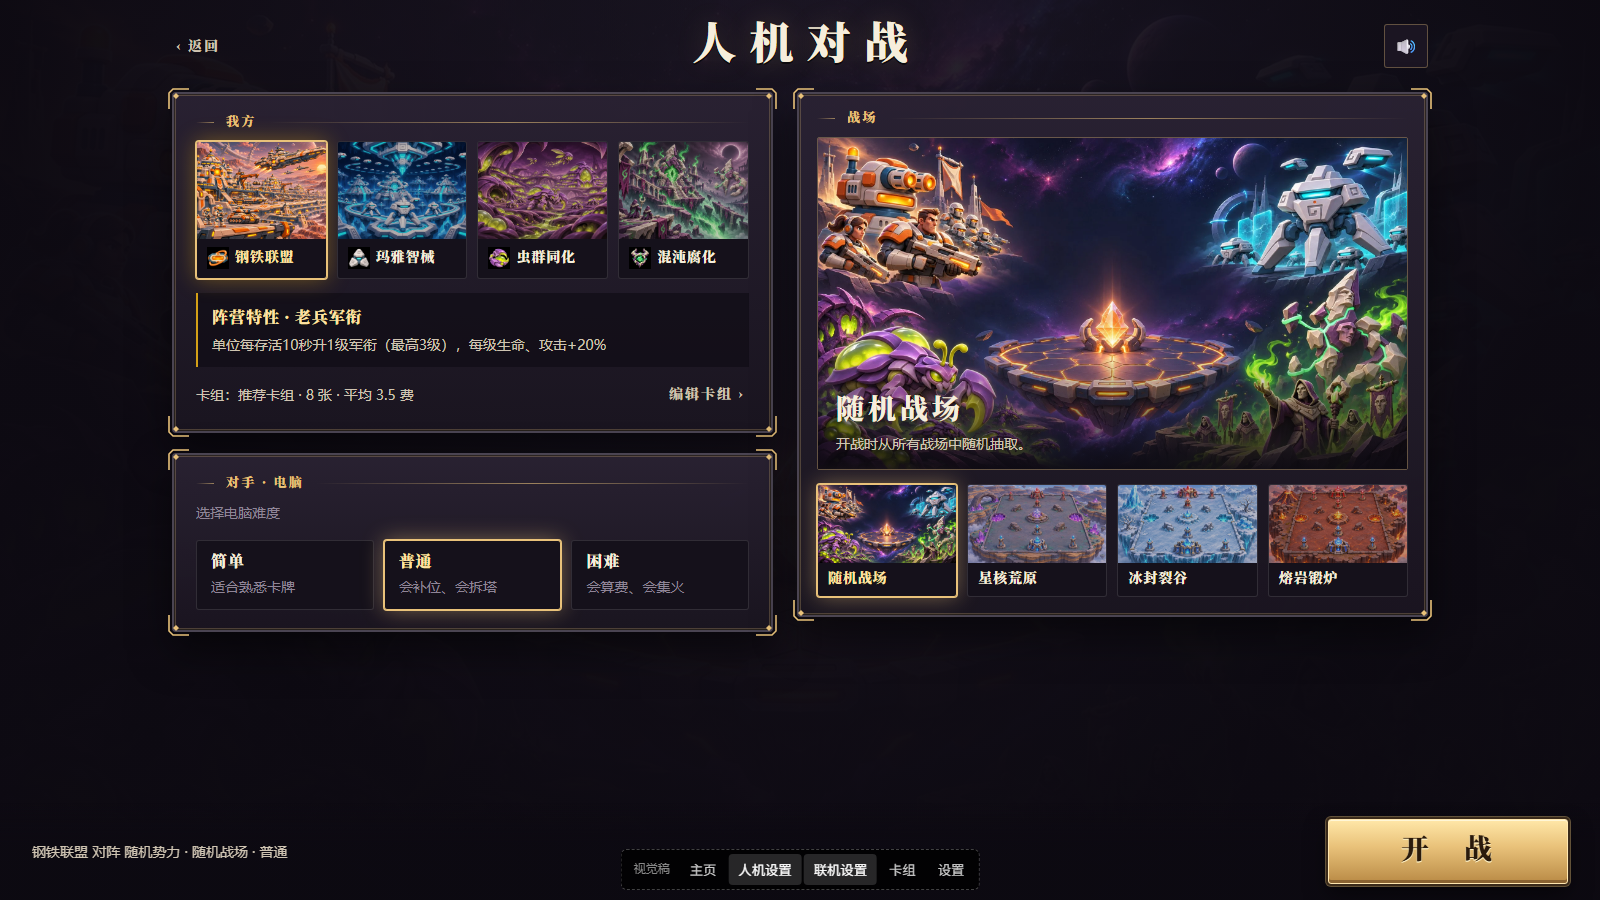 ‹ 返回
人机对战
我方
钢铁联盟
玛雅智械
虫群同化
混沌腐化
阵营特性 · 老兵军衔
单位每存活10秒升1级军衔（最高3级），每级生命、攻击+20%
卡组：推荐卡组 · 8 张 · 平均 3.5 费
编辑卡组 ›
对手 · 电脑
选择电脑难度
简单
适合熟悉卡牌
普通
会补位、会拆塔
困难
会算费、会集火
战场
随机战场
开战时从所有战场中随机抽取。
随机战场
星核荒原
冰封裂谷
熔岩锻炉
钢铁联盟 对阵 随机势力 · 随机战场 · 普通
视觉稿
主页
人机设置
联机设置
卡组
设置
开 战